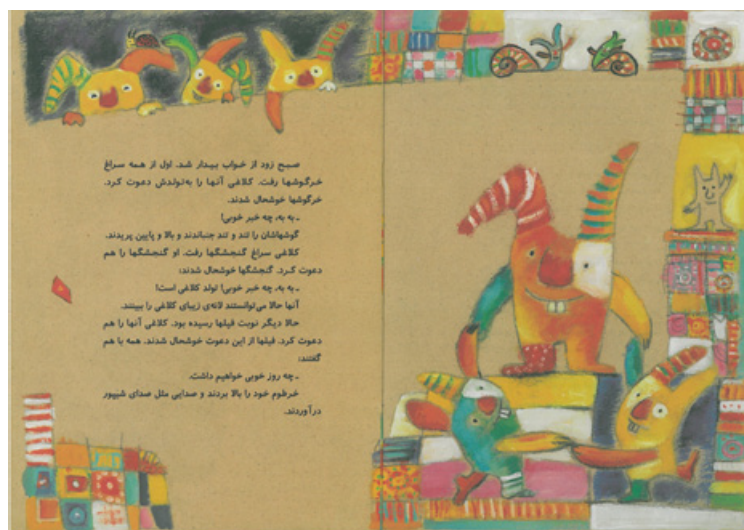 صبح زود از خواب بیدار شد. اول از همه سراغ
خرگوشها رفت. کلاغی آنها را به‌تولدش دعوت کرد.
خرگوشها خوشحال شدند.
ـ به به، چه خبر خوبی!
گوشهاشان را تند و تند جنباندند و بالا و پایین پریدند.
کلاغی سراغ گنجشگها رفت. او گنجشگها را هم
دعوت کرد. گنجشگها خوشحال شدند:
ـ به به، چه خبر خوبی! تولد کلاغی است!
آنها حالا می‌توانستند لانه‌ی زیبای کلاغی را ببینند.
حالا دیگر نوبت فیلها رسیده بود. کلاغی آنها را هم
دعوت کرد. فیلها از این دعوت خوشحال شدند. همه با هم
گفتند:
ـ چه روز خوبی خواهیم داشت.
خرطوم خود را بالا بردند و صدایی مثل صدای شیپور
درآوردند.